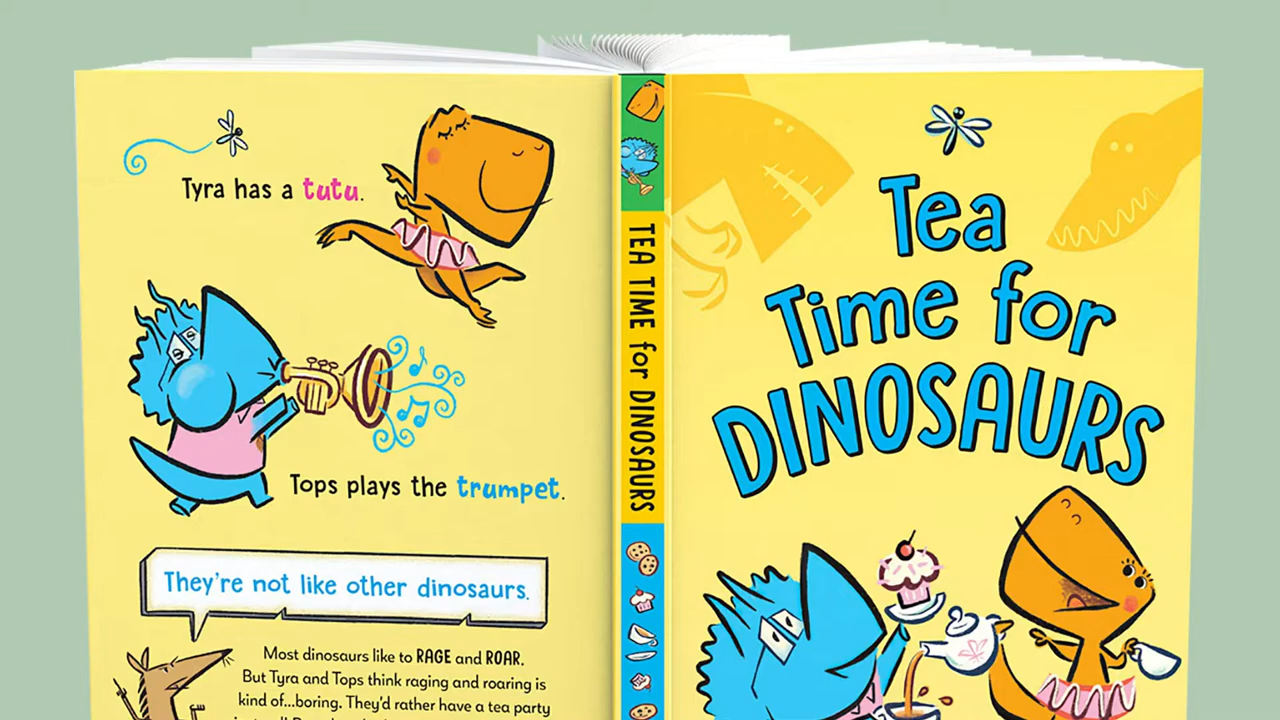 Tyra has a tutu.
Tops plays the trumpet.
They're not like other dinosaurs.
Most dinosaurs like to RAGE and ROAR.
But Tyra and Tops think raging and roaring is
kind of...boring. They'd rather have a tea party
TEA TIME for DINOSAURS
Tea
Time for
DINOSAURS